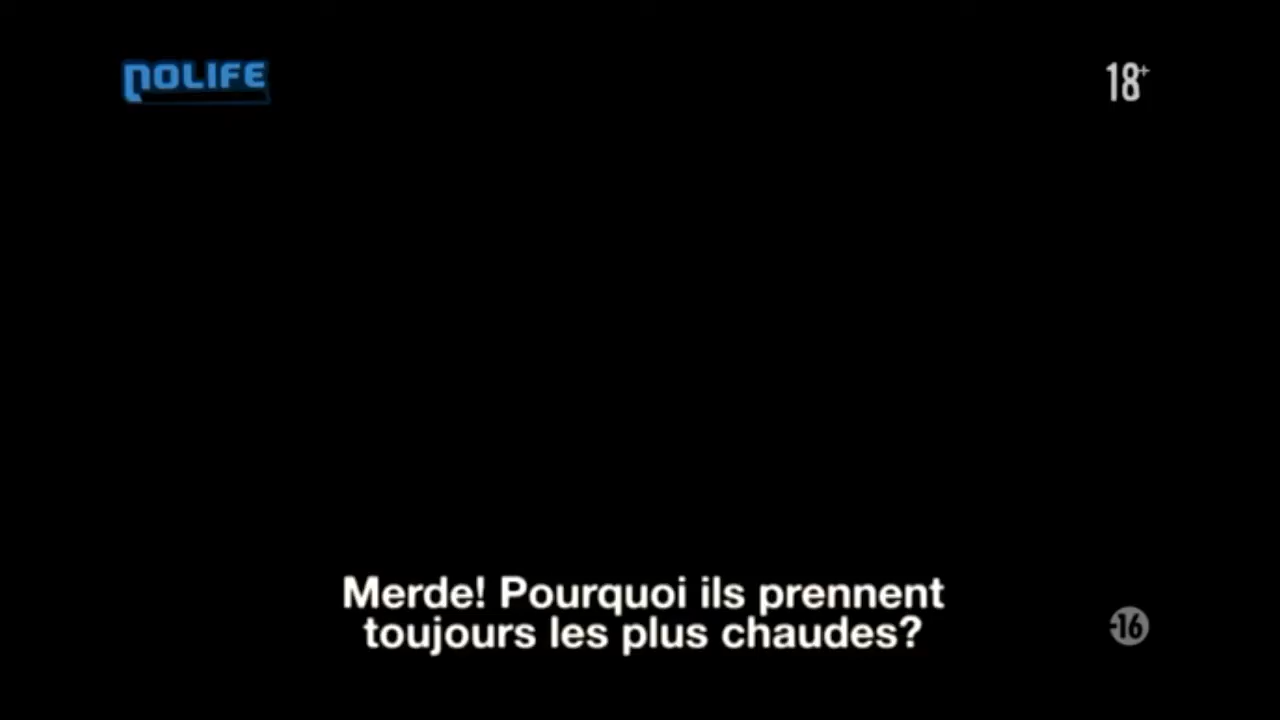 NOLIFE
18+
Merde! Pourquoi ils prennent
toujours les plus chaudes?
-16